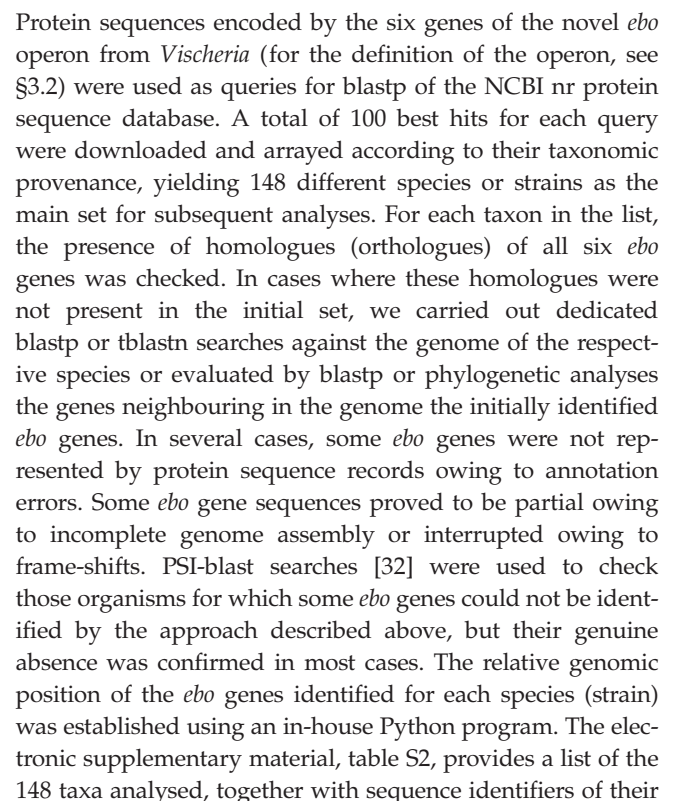 Protein sequences encoded by the six genes of the novel ebo
operon from Vischeria (for the definition of the operon, see
§3.2) were used as queries for blastp of the NCBI nr protein
sequence database. A total of 100 best hits for each query
were downloaded and arrayed according to their taxonomic
provenance, yielding 148 different species or strains as the
main set for subsequent analyses. For each taxon in the list,
the presence of homologues (orthologues) of all six ebo
genes was checked. In cases where these homologues were
not present in the initial set, we carried out dedicated
blastp or tblastn searches against the genome of the respect-
ive species or evaluated by blastp or phylogenetic analyses
the genes neighbouring in the genome the initially identified
ebo genes. In several cases, some ebo genes were not rep-
resented by protein sequence records owing to annotation
errors. Some ebo gene sequences proved to be partial owing
to incomplete genome assembly or interrupted owing to
frame-shifts. PSI-blast searches [32] were used to check
those organisms for which some ebo genes could not be ident-
ified by the approach described above, but their genuine
absence was confirmed in most cases. The relative genomic
position of the ebo genes identified for each species (strain)
was established using an in-house Python program. The elec-
tronic supplementary material, table S2, provides a list of the
148 taxa analysed, together with sequence identifiers of their